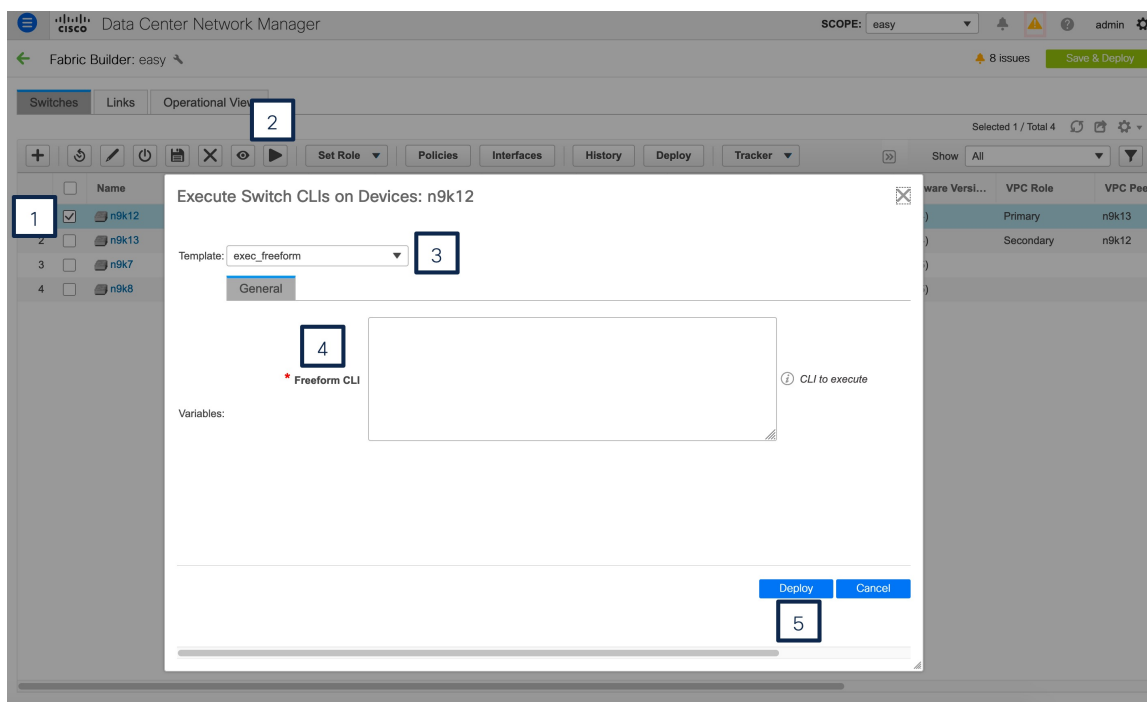 cisco Data Center Network Manager SCOPE: easy admin
Fabric Builder: easy 8 issues Save & Deploy
Switches Links Operational View
2
Selected 1 / Total 4
Set Role Policies Interfaces History Deploy Tracker Show All
Name ware Versi... VPC Role VPC Pee
Execute Switch CLIs on Devices: n9k12
1 n9k12 ) Primary n9k13
2 n9k13 ) Secondary n9k12
Template: exec_freeform 3
3 n9k7 )
4 n9k8 )
General
4
* Freeform CLI CLI to execute
Variables:
Deploy Cancel
5